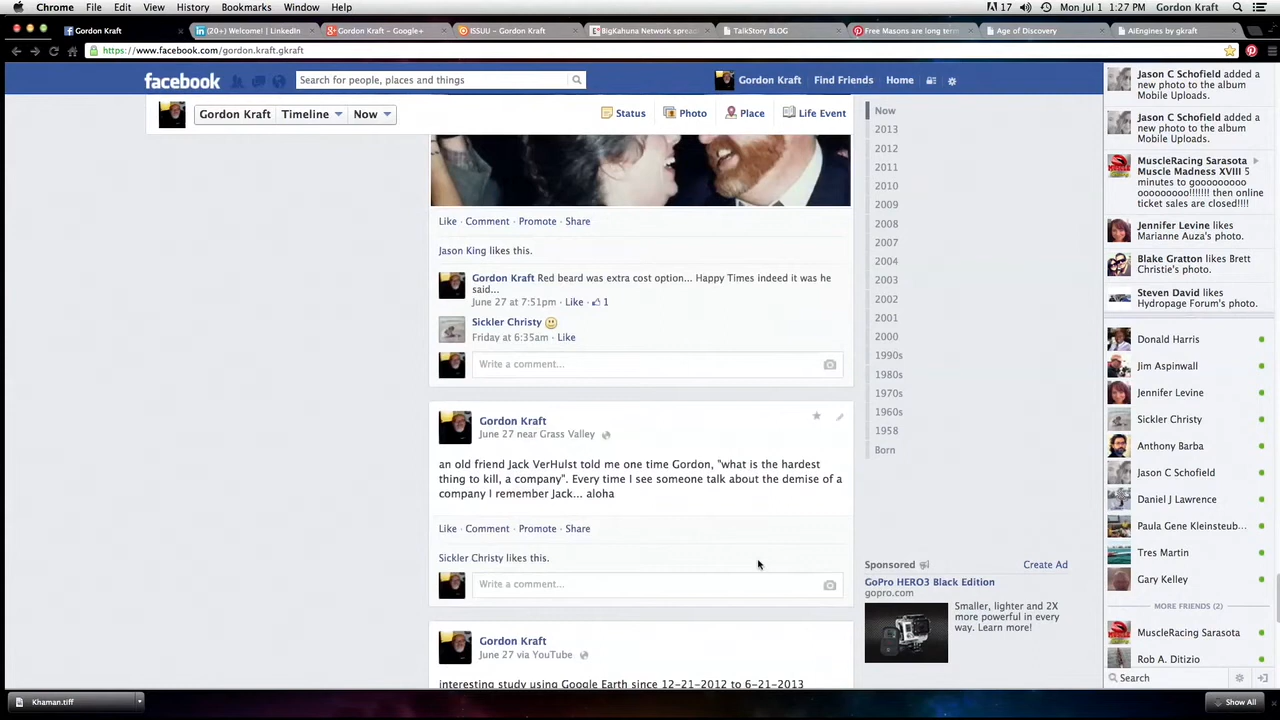 Chrome File Edit View History Bookmarks Window Help
17 Mon Jul 1 1:27 PM Gordon Kraft
Gordon Kraft
(20+) Welcome! | LinkedIn
Gordon Kraft - Google+
ISSUU - Gordon Kraft
BigKahuna Network sprea
TalkStory BLOG
Free Masons are long term
Age of Discovery
AiEngines by gkraft
https://www.facebook.com/gordon.kraft.gkraft
facebook
Search for people, places and things
Gordon Kraft Find Friends Home
Gordon Kraft Timeline Now
Status Photo Place Life Event
Like · Comment · Promote · Share
Jason King likes this.
Gordon Kraft Red beard was extra cost option... Happy Times indeed it was he
said...
June 27 at 7:51pm · Like · 1
Sickler Christy
Friday at 6:35am · Like
Write a comment...
Gordon Kraft
June 27 near Grass Valley
an old friend Jack VerHulst told me one time Gordon, "what is the hardest
thing to kill, a company". Every time I see someone talk about the demise of a
company I remember Jack... aloha
Like · Comment · Promote · Share
Sickler Christy likes this.
Write a comment...
Gordon Kraft
June 27 via YouTube
interesting study using Google Earth since 12-21-2012 to 6-21-2013
Now
2013
2012
2011
2010
2009
2008
2007
2004
2003
2002
2001
2000
1990s
1980s
1970s
1960s
1958
Born
Sponsored Create Ad
GoPro HERO3 Black Edition
gopro.com
Smaller, lighter and 2X
more powerful in every
way. Learn more!
Jason C Schofield added a
new photo to the album
Mobile Uploads.
Jason C Schofield added a
new photo to the album
Mobile Uploads.
MuscleRacing Sarasota
Muscle Madness XVIII 5
minutes to gooooooooo
ooooooooo!!!!!!! then online
ticket sales are closed!!!!
Jennifer Levine likes
Marianne Auza's photo.
Blake Gratton likes Brett
Christle's photo.
Steven David likes
Hydropage Forum's photo.
Donald Harris
Jim Aspinwall
Jennifer Levine
Sickler Christy
Anthony Barba
Jason C Schofield
Daniel J Lawrence
Paula Gene Kleinsteub...
Tres Martin
Gary Kelley
MORE FRIENDS (2)
MuscleRacing Sarasota
Rob A. Ditizio
Search
Khaman.tiff
Show All